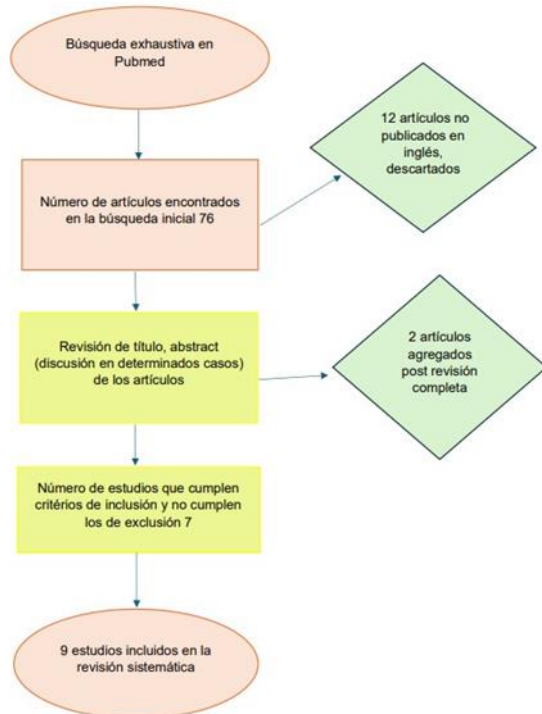 Búsqueda exhaustiva en
Pubmed
12 artículos no
publicados en
inglés,
descartados
Número de artículos encontrados
en la búsqueda inicial 76
Revisión de título, abstract
(discusión en determinados casos)
de los artículos
2 artículos
agregados
post revisión
completa
Número de estudios que cumplen
critérios de inclusión y no cumplen
los de exclusión 7
9 estudios incluidos en la
revisión sistemática